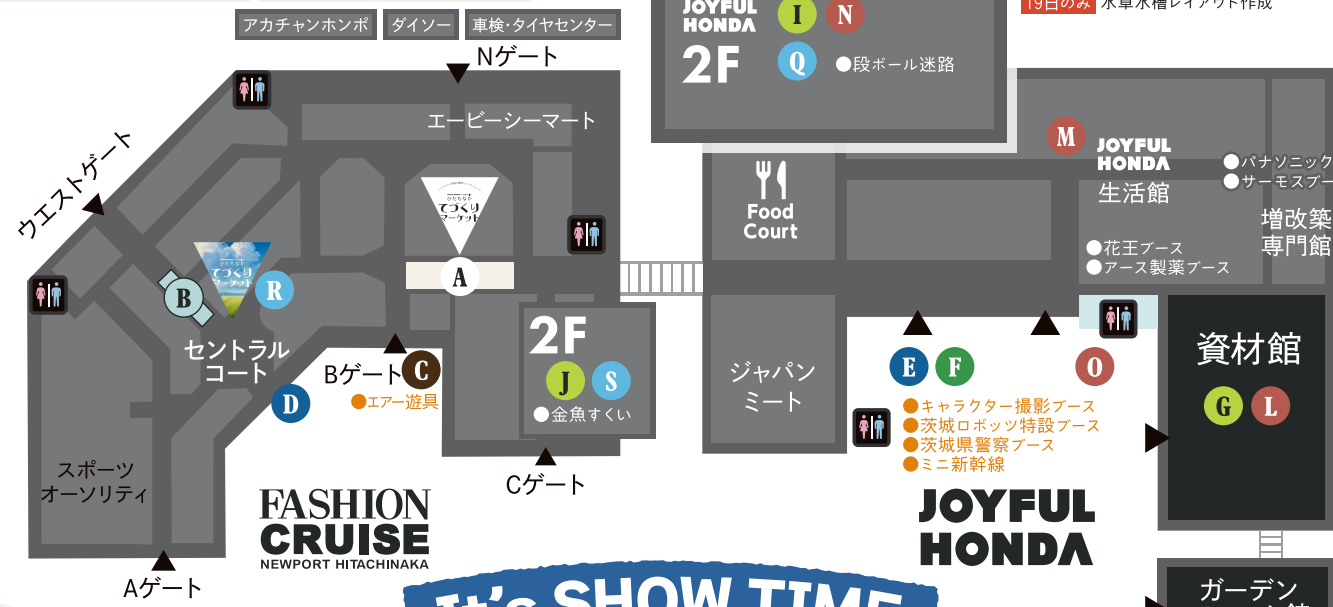 アカチャンホンポ
ダイソー
車検・タイヤセンター
Nゲート
エービーシーマート
ウエストゲート
てづくり
マーケット
A
ひたちなか
てづくり
マーケット
B
R
セントラル
コート
D
Bゲート
C
●エアー遊具
2F
J
S
●金魚すくい
Cゲート
スポーツ
オーソリティ
Aゲート
FASHION
CRUISE
NEWPORT HITACHINAKA
JOYFUL
HONDA
I
N
2F
Q
●段ボール迷路
19日のみ 水草水槽レイアウト作成
Food
Court
M
JOYFUL
HONDA
生活館
●パナソニック
●サーモスブー
増改築
専門館
●花王ブース
●アース製薬ブース
ジャパン
ミート
E
F
O
●キャラクター撮影ブース
●茨城ロボッツ特設ブース
●茨城県警察ブース
●ミニ新幹線
資材館
G
L
JOYFUL
HONDA
ガーデン
館
It's SHOW TIME